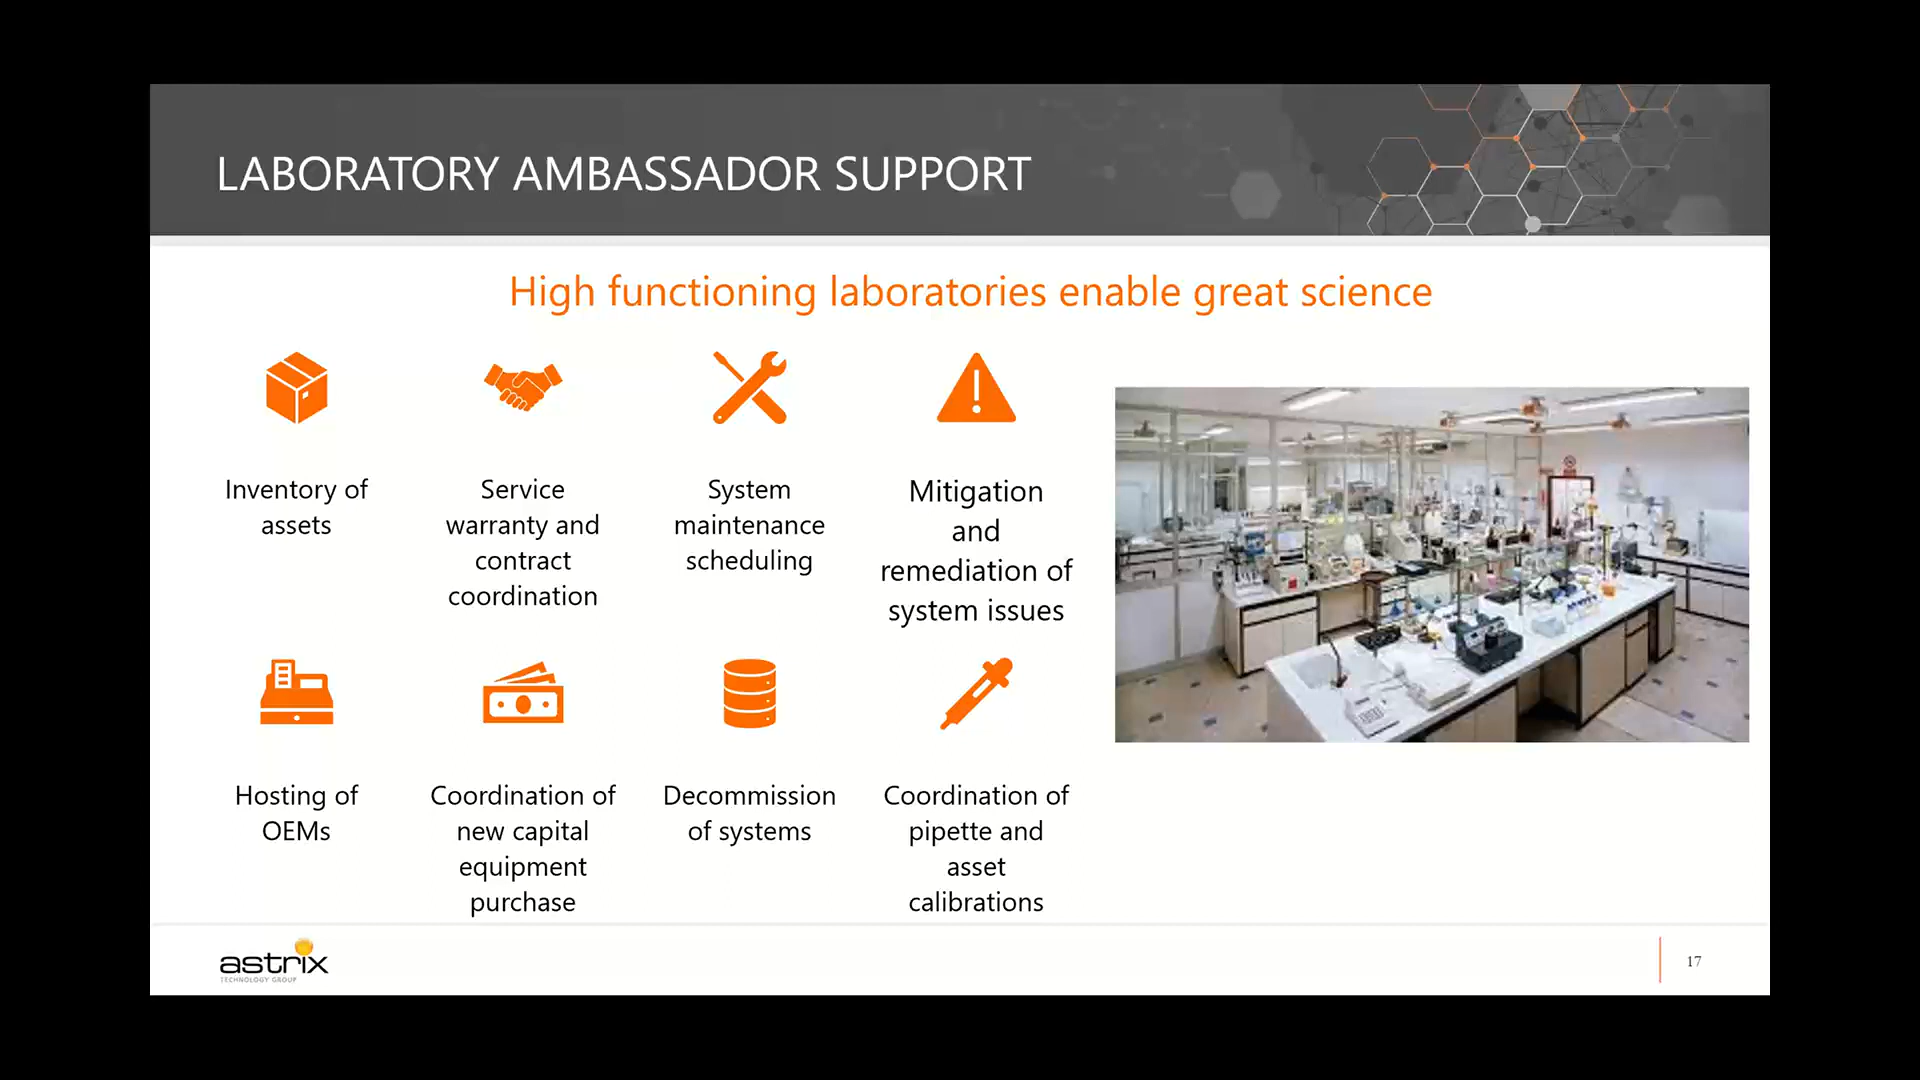 LABORATORY AMBASSADOR SUPPORT
High functioning laboratories enable great science
Inventory of
assets
Service
warranty and
contract
coordination
System
maintenance
scheduling
Mitigation
and
remediation of
system issues
Hosting of
OEMs
Coordination of
new capital
equipment
purchase
Decommission
of systems
Coordination of
pipette and
asset
calibrations
astrix
TECHNOLOGY GROUP
17